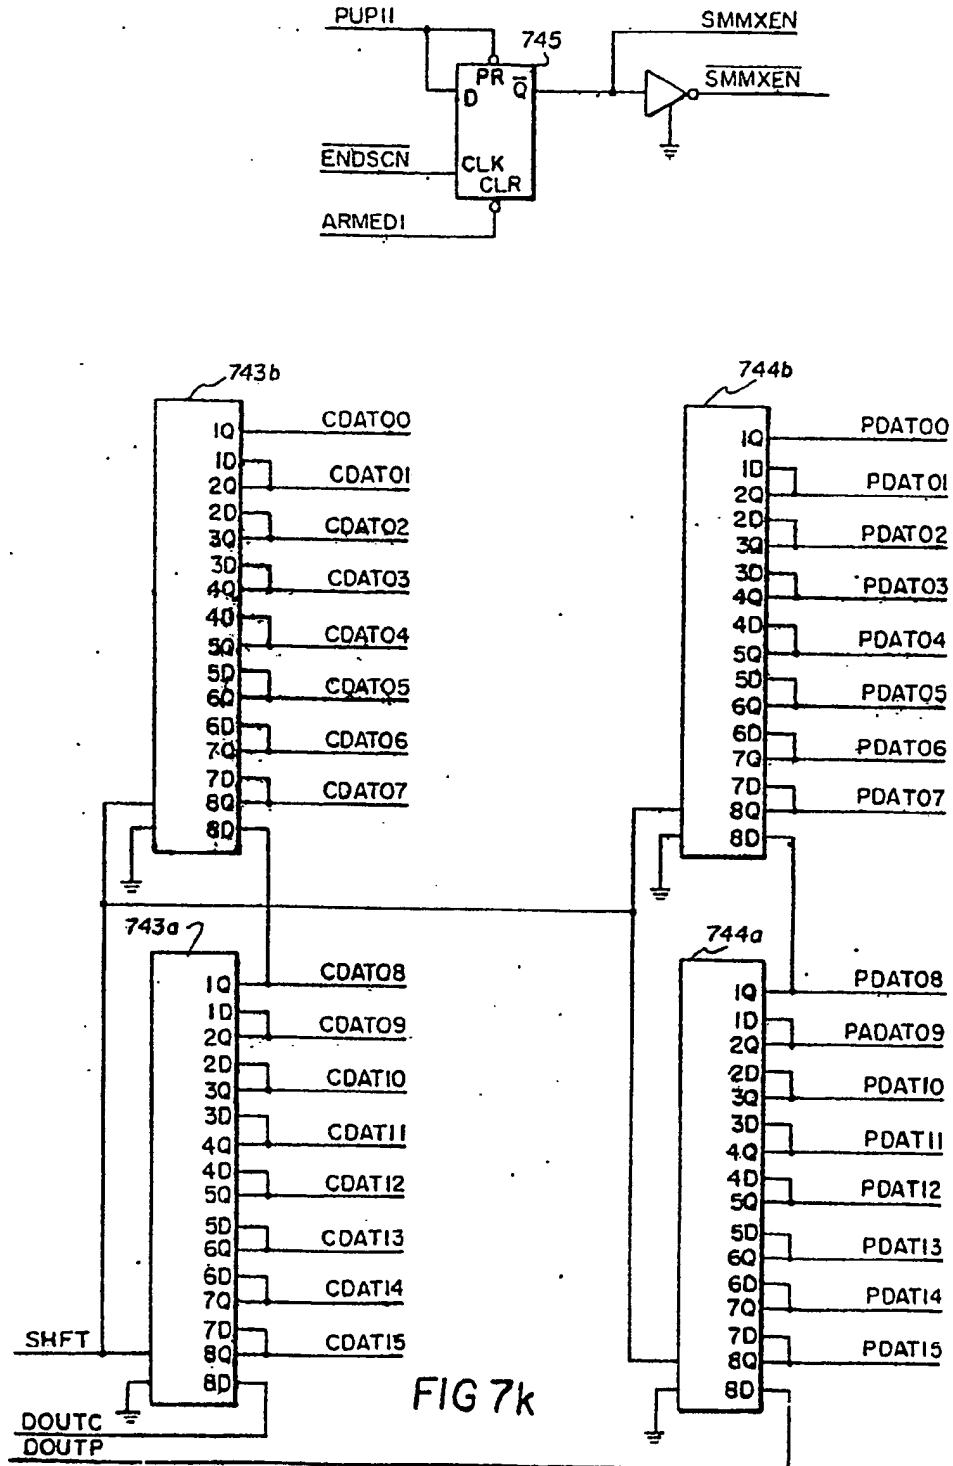 PUP11
745
SMMXEN
PR
Q̅
D
S̅M̅M̅X̅E̅N̅
E̅N̅D̅S̅C̅N̅
CLK
CLR
ARMED1
743b
1Q CDAT00
1D
2Q CDAT01
2D
3Q CDAT02
3D
4Q CDAT03
4D
5Q CDAT04
5D
6Q CDAT05
6D
7Q CDAT06
7D
8Q CDAT07
8D
744b
1Q PDAT00
1D
2Q PDAT01
2D
3Q PDAT02
3D
4Q PDAT03
4D
5Q PDAT04
5D
6Q PDAT05
6D
7Q PDAT06
7D
8Q PDAT07
8D
743a
1Q CDAT08
1D
2Q CDAT09
2D
3Q CDAT10
3D
4Q CDAT11
4D
5Q CDAT12
5D
6Q CDAT13
6D
7Q CDAT14
7D
8Q CDAT15
8D
744a
1Q PDAT08
1D
2Q PADAT09
2D
3Q PDAT10
3D
4Q PDAT11
4D
5Q PDAT12
5D
6Q PDAT13
6D
7Q PDAT14
7D
8Q PDAT15
8D
SHFT
DOUTC
DOUTP
FIG 7k